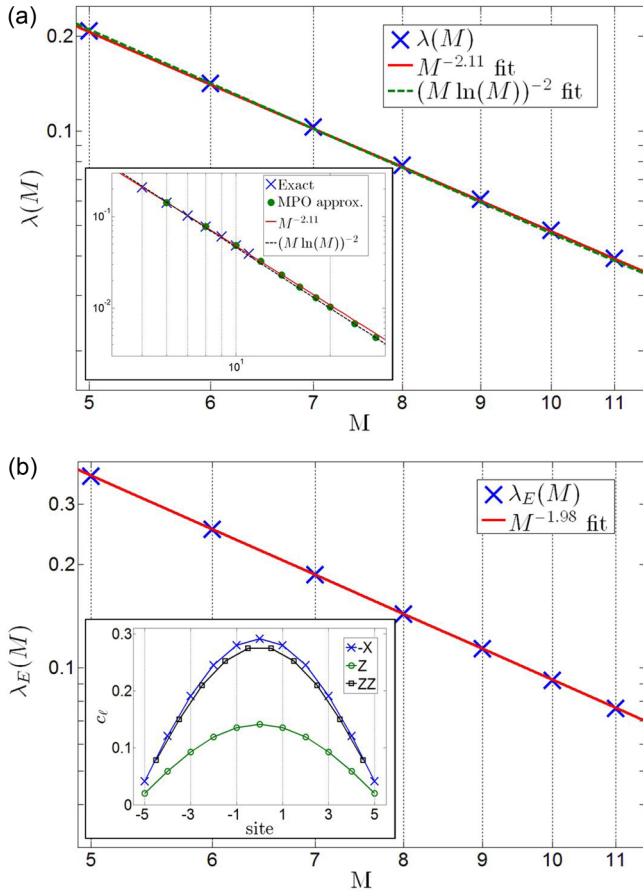 (a)
0.2
0.1
λ(M)
λ(M)
M^{-2.11} fit
(M ln(M))^{-2} fit
Exact
MPO approx.
M^{-2.11}
(M ln(M))^{-2}
10^{-1}
10^{-2}
10^{1}
5 6 7 8 9 10 11
M
(b)
0.3
0.2
0.1
λ_E(M)
λ_E(M)
M^{-1.98} fit
-X
Z
ZZ
0.3
0.2
0.1
0
c_ℓ
-5 -3 -1 1 3 5
site
5 6 7 8 9 10 11
M